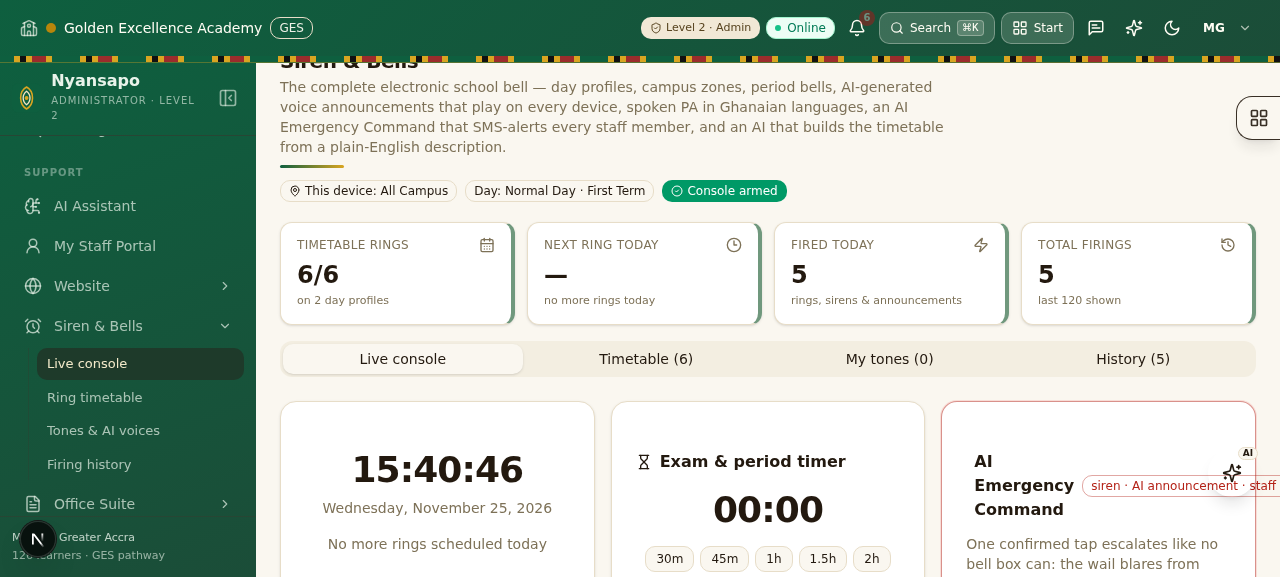 Golden Excellence Academy GES
Level 2 · Admin
Online
6
Search ⌘K
Start
MG
Nyansapo
ADMINISTRATOR · LEVEL
2
SUPPORT
AI Assistant
My Staff Portal
Website
Siren & Bells
Live console
Ring timetable
Tones & AI voices
Firing history
Office Suite
Greater Accra
GES pathway
Siren & Bells
The complete electronic school bell — day profiles, campus zones, period bells, AI-generated
voice announcements that play on every device, spoken PA in Ghanaian languages, an AI
Emergency Command that SMS-alerts every staff member, and an AI that builds the timetable
from a plain-English description.
This device: All Campus
Day: Normal Day · First Term
Console armed
TIMETABLE RINGS
6/6
on 2 day profiles
NEXT RING TODAY
—
no more rings today
FIRED TODAY
5
rings, sirens & announcements
TOTAL FIRINGS
5
last 120 shown
Live console
Timetable (6)
My tones (0)
History (5)
15:40:46
Wednesday, November 25, 2026
No more rings scheduled today
Exam & period timer
00:00
30m 45m 1h 1.5h 2h
AI
Emergency
Command
siren · AI announcement · staff
AI
One confirmed tap escalates like no
bell box can: the wail blares from